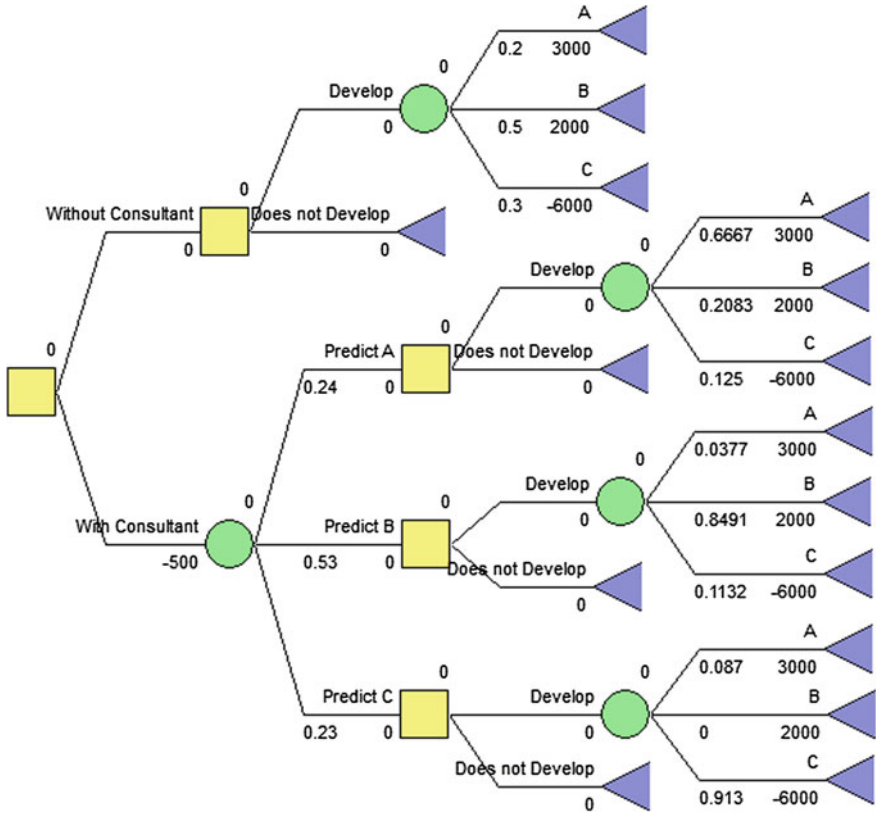 A
0.2 3000
0
Develop
0
B
0.5 2000
C
0.3 -6000
0
Without Consultant
0
Does not Develop
0
A
0.6667 3000
0
Develop
0
B
0.2083 2000
C
0.125 -6000
0
Predict A
0.24 0
Does not Develop
0
0
A
0.0377 3000
0
Develop
0
B
0.8491 2000
C
0.1132 -6000
0
With Consultant
-500
0
Predict B
0.53 0
Does not Develop
0
A
0.087 3000
0
Predict C
0.23 0
0
Develop
0
B
0 2000
C
0.913 -6000
Does not Develop
0